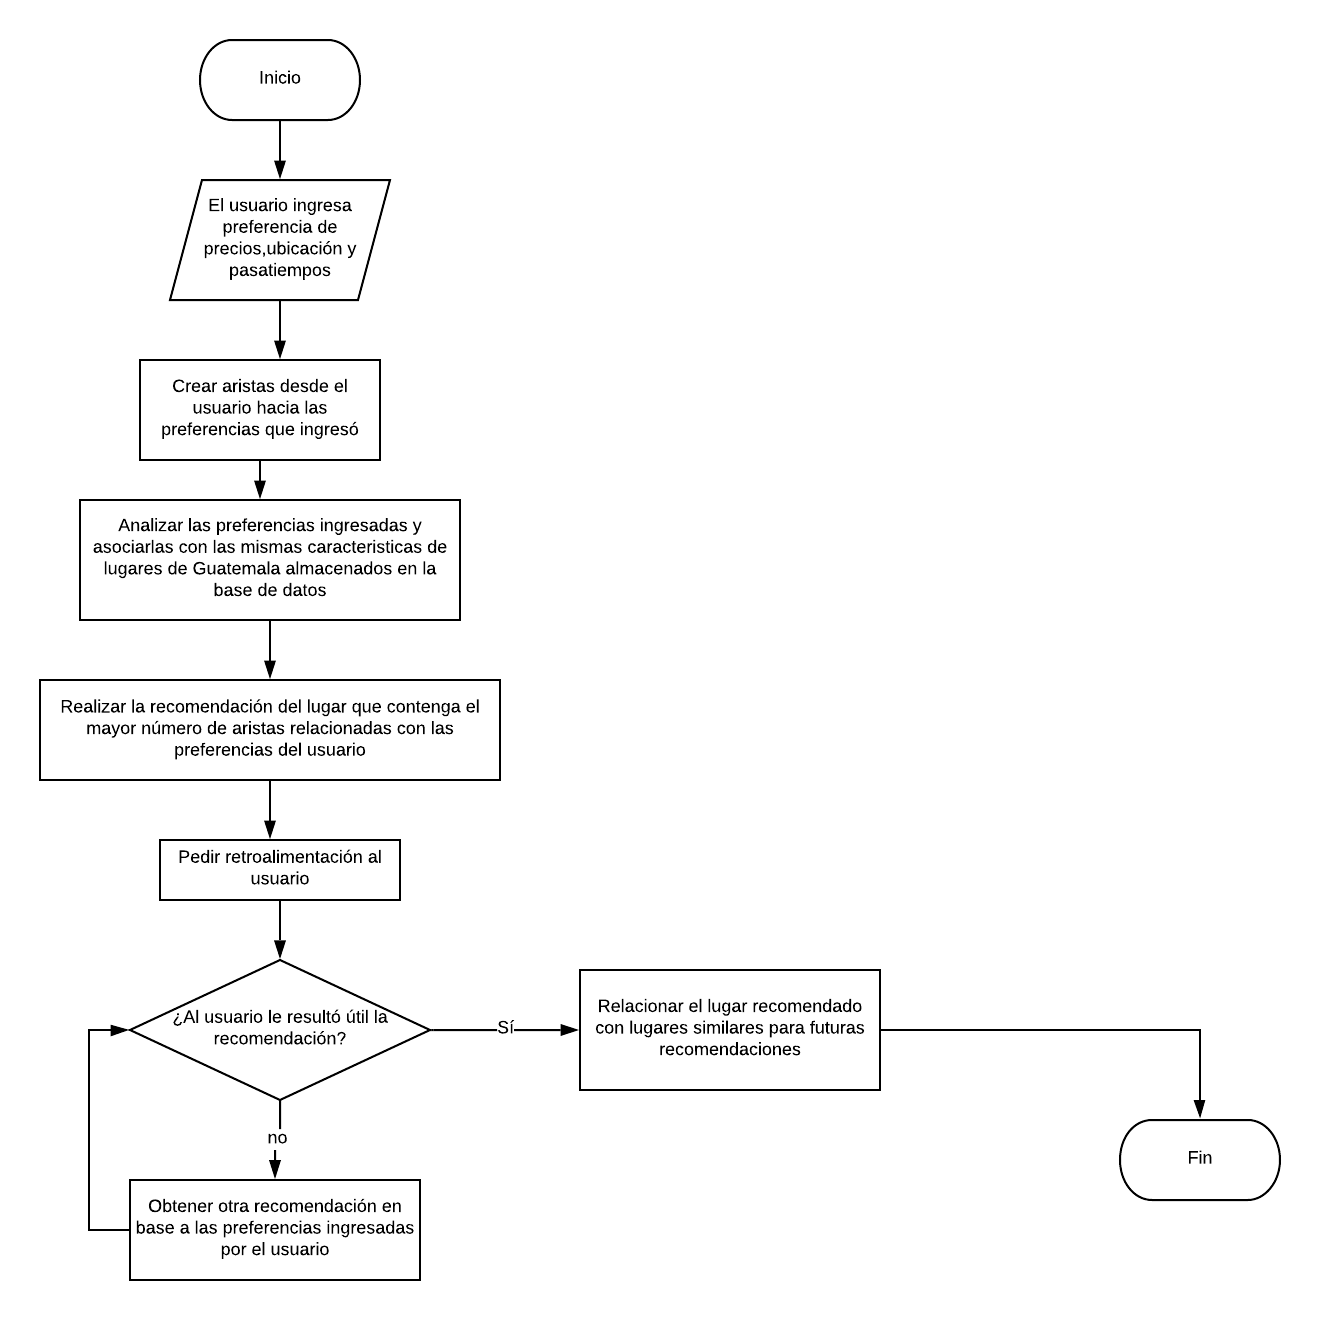 Inicio
El usuario ingresa
preferencia de
precios,ubicación y
pasatiempos
Crear aristas desde el
usuario hacia las
preferencias que ingresó
Analizar las preferencias ingresadas y
asociarlas con las mismas caracteristicas de
lugares de Guatemala almacenados en la
base de datos
Realizar la recomendación del lugar que contenga el
mayor número de aristas relacionadas con las
preferencias del usuario
Pedir retroalimentación al
usuario
¿Al usuario le resultó útil la
recomendación?
Sí
Relacionar el lugar recomendado
con lugares similares para futuras
recomendaciones
no
Fin
Obtener otra recomendación en
base a las preferencias ingresadas
por el usuario